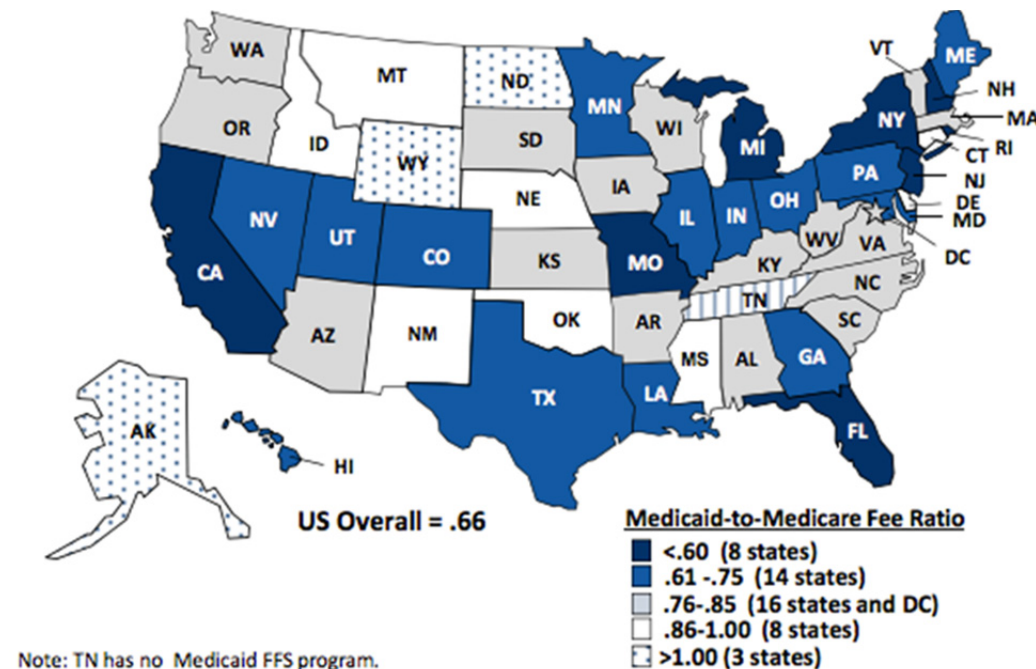 WA
MT
ND
VT
ME
MN
NH
OR
ID
SD
WI
NY
MA
MI
RI
WY
CT
IA
PA
NJ
NE
OH
DE
NV
IL
IN
MD
UT
CO
WV
VA
DC
CA
KS
MO
KY
NC
TN
AZ
NM
OK
AR
SC
MS
AL
GA
TX
LA
AK
FL
HI
US Overall = .66
Medicaid-to-Medicare Fee Ratio
<.60 (8 states)
.61 -.75 (14 states)
.76-.85 (16 states and DC)
.86-1.00 (8 states)
>1.00 (3 states)
Note: TN has no Medicaid FFS program.